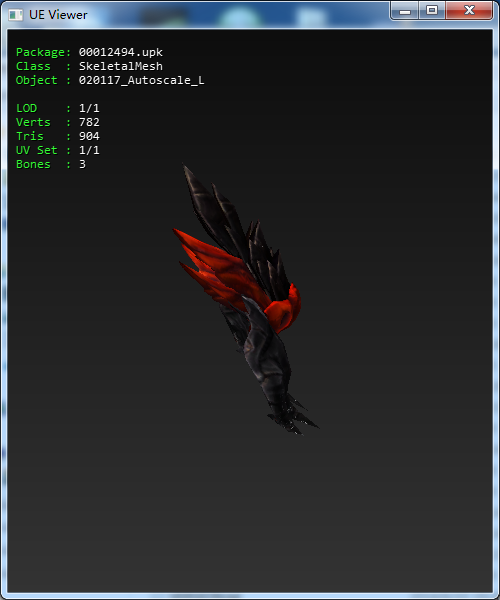 UE Viewer
Package: 00012494.upk
Class : SkeletalMesh
Object : 020117_Autoscale_L
LOD : 1/1
Verts : 782
Tris : 904
UV Set : 1/1
Bones : 3